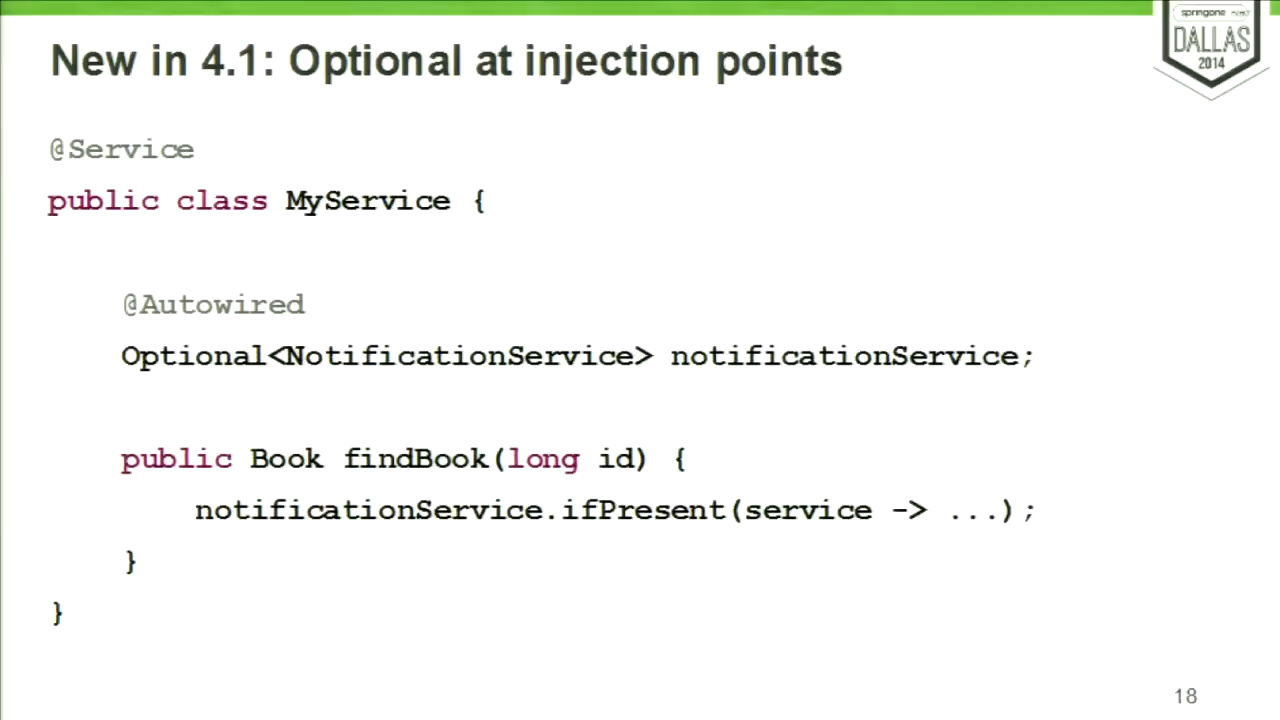 springone
DALLAS
2014
New in 4.1: Optional at injection points
@Service
public class MyService {
@Autowired
Optional<NotificationService> notificationService;
public Book findBook(long id) {
notificationService.ifPresent(service -> ...);
}
}
18